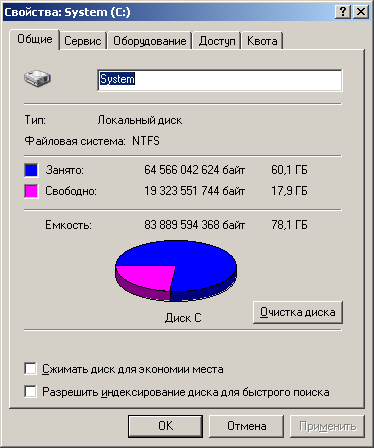 Свойства: System (C:)
Общие Сервис Оборудование Доступ Квота
System
Тип: Локальный диск
Файловая система: NTFS
Занято: 64 566 042 624 байт 60,1 ГБ
Свободно: 19 323 551 744 байт 17,9 ГБ
Емкость: 83 889 594 368 байт 78,1 ГБ
Диск C
Очистка диска
Сжимать диск для экономии места
Разрешить индексирование диска для быстрого поиска
OK Отмена Применить